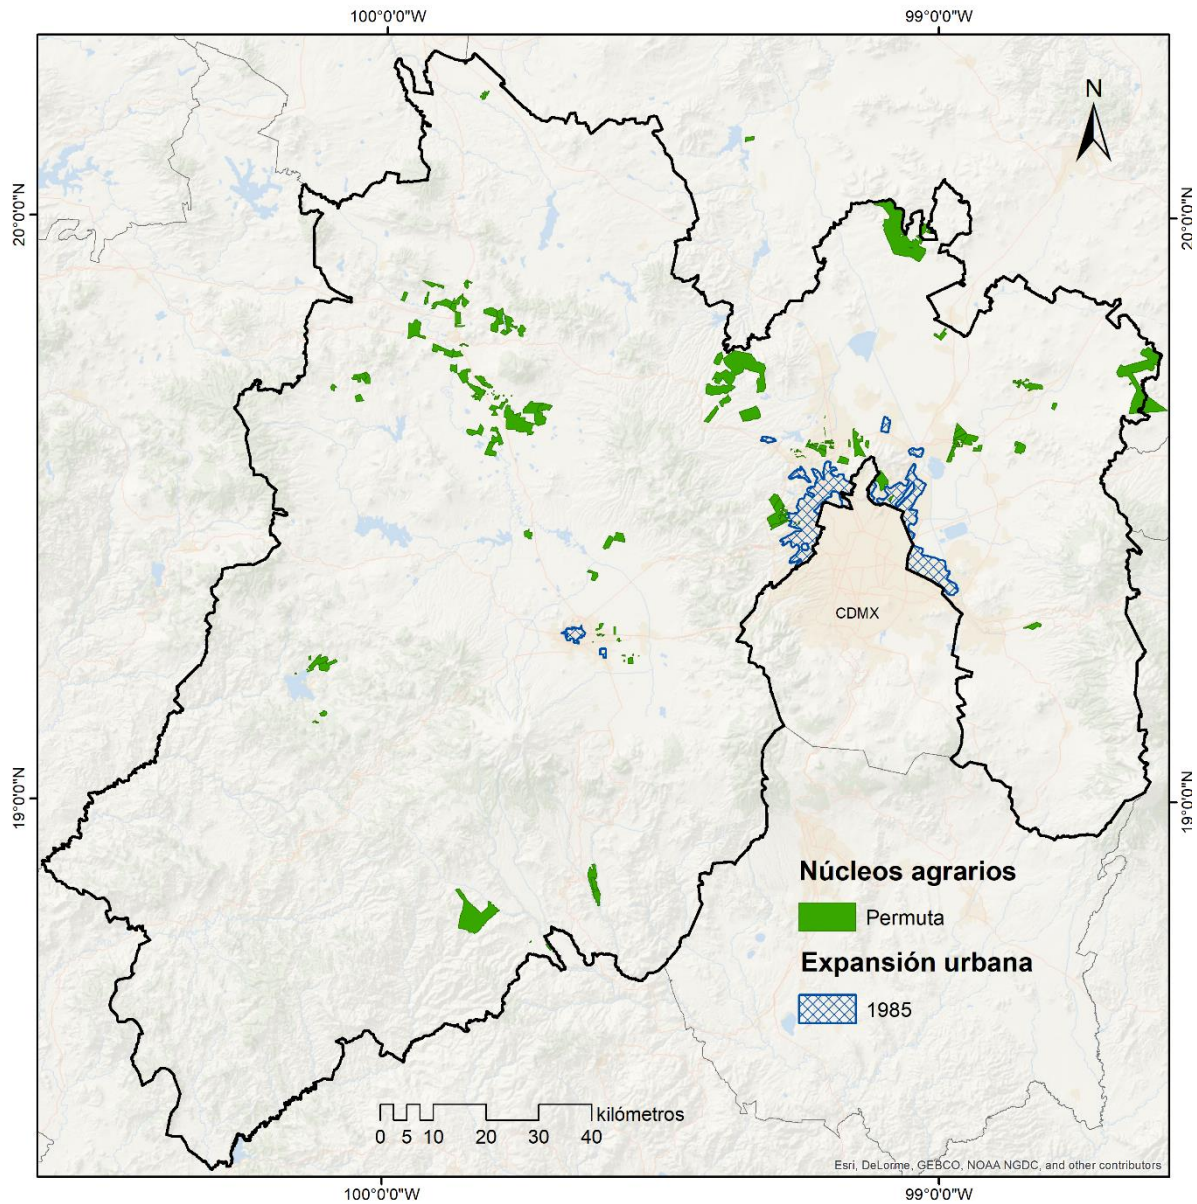 100°0'0"W
99°0'0"W
N
20°0'0"N
20°0'0"N
CDMX
19°0'0"N
19°0'0"N
Núcleos agrarios
Permuta
Expansión urbana
1985
kilómetros
0 5 10 20 30 40
Esri, DeLorme, GEBCO, NOAA NGDC, and other contributors
100°0'0"W
99°0'0"W